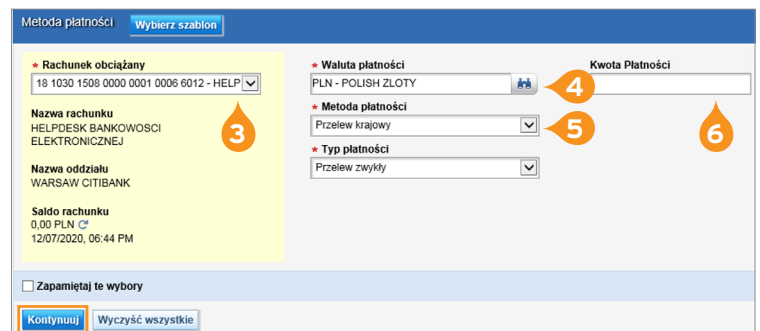 Metoda płatności Wybierz szablon
* Rachunek obciążany
18 1030 1508 0000 0001 0006 6012 - HELP
3
Nazwa rachunku
HELPDESK BANKOWOSCI
ELEKTRONICZNEJ
Nazwa oddziału
WARSAW CITIBANK
Saldo rachunku
0,00 PLN
12/07/2020, 06:44 PM
* Waluta płatności
PLN - POLISH ZLOTY
4
* Metoda płatności
Przelew krajowy
5
* Typ płatności
Przelew zwykły
Kwota Płatności
6
Zapamiętaj te wybory
Kontynuuj Wyczyść wszystkie